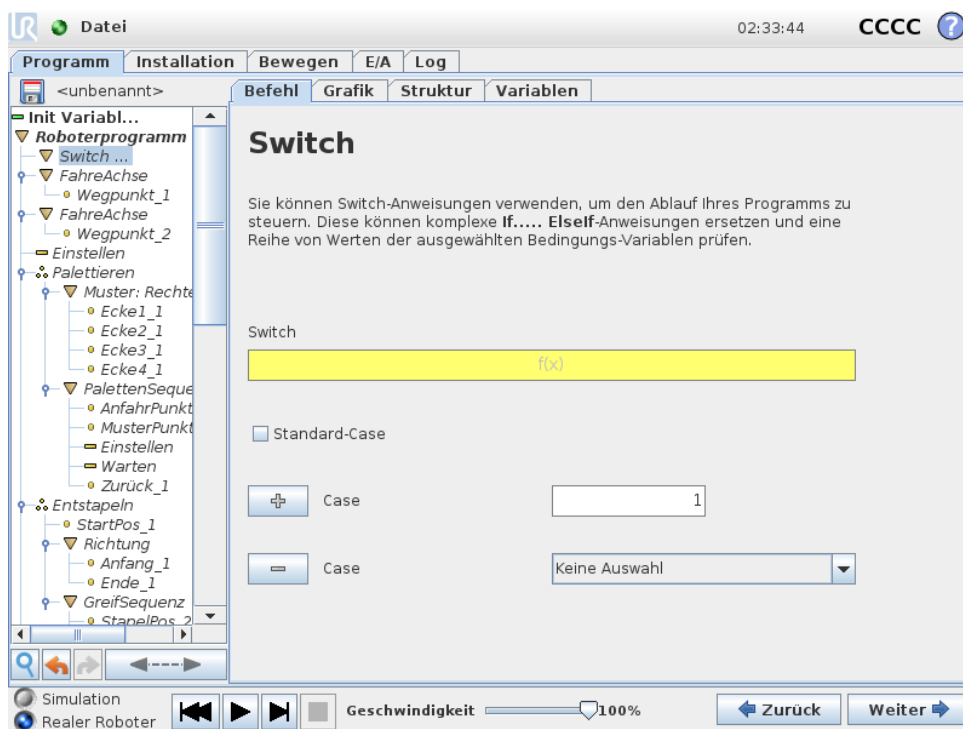 UR Datei 02:33:44 CCCC ?
Programm Installation Bewegen E/A Log
<unbenannt>
Befehl Grafik Struktur Variablen
Init Variabl...
Roboterprogramm
Switch ...
FahreAchse
Wegpunkt_1
FahreAchse
Wegpunkt_2
Einstellen
Palettieren
Muster: Rechte
Ecke1_1
Ecke2_1
Ecke3_1
Ecke4_1
PalettenSeque
AnfahrPunkt
MusterPunkt
Einstellen
Warten
Zurück_1
Entstapeln
StartPos_1
Richtung
Anfang_1
Ende_1
GreifSequenz
StapelPos_2
Switch
Sie können Switch-Anweisungen verwenden, um den Ablauf Ihres Programms zu
steuern. Diese können komplexe If..... ElseIf-Anweisungen ersetzen und eine
Reihe von Werten der ausgewählten Bedingungs-Variablen prüfen.
Switch
f(x)
Standard-Case
Case 1
Case Keine Auswahl
Simulation
Realer Roboter
Geschwindigkeit 100%
Zurück Weiter